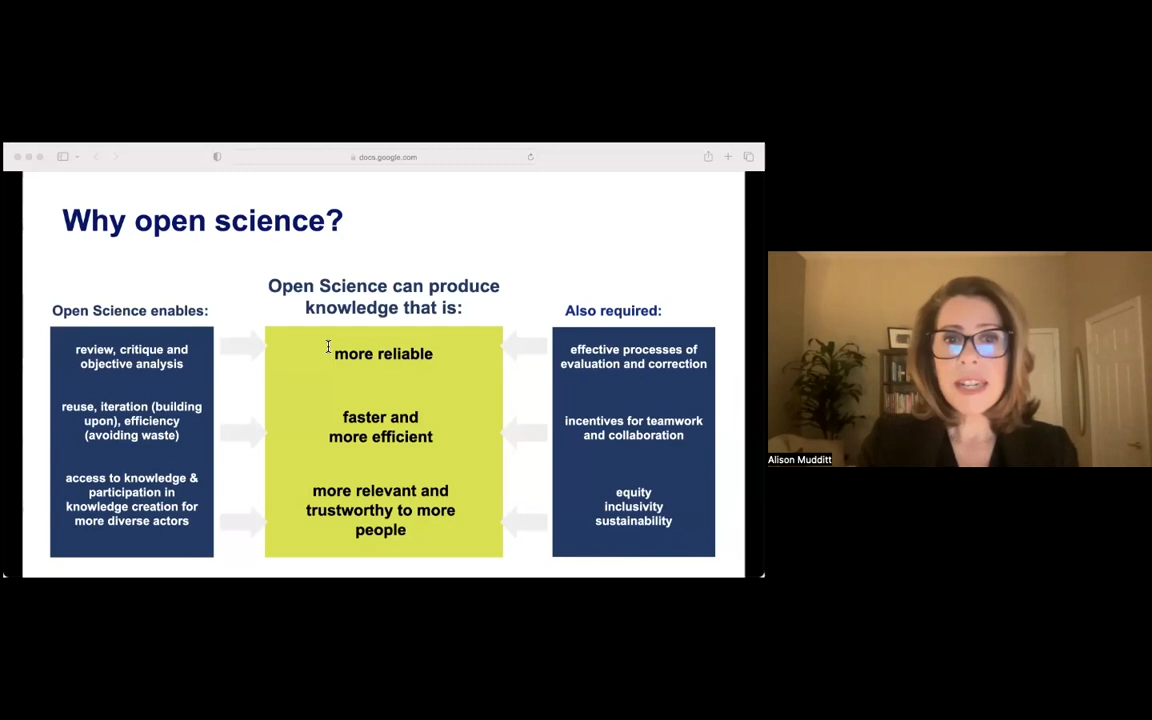 docs.google.com
Why open science?
Open Science enables:
review, critique and
objective analysis
reuse, iteration (building
upon), efficiency
(avoiding waste)
access to knowledge &
participation in
knowledge creation for
more diverse actors
Open Science can produce
knowledge that is:
more reliable
faster and
more efficient
more relevant and
trustworthy to more
people
Also required:
effective processes of
evaluation and correction
incentives for teamwork
and collaboration
equity
inclusivity
sustainability
Alison Mudditt